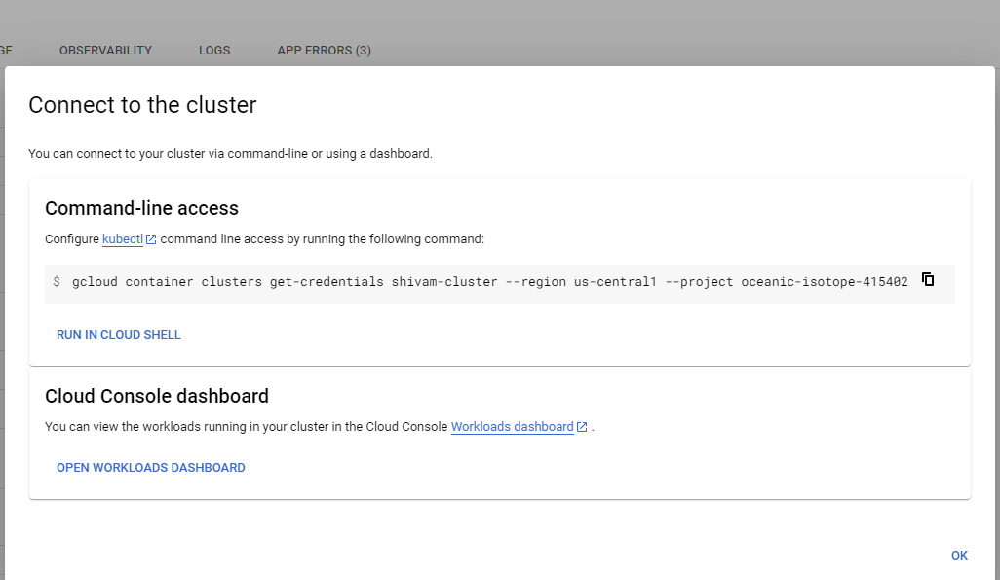 OBSERVABILITY LOGS APP ERRORS (3)
Connect to the cluster
You can connect to your cluster via command-line or using a dashboard.
Command-line access
Configure kubectl command line access by running the following command:
$ gcloud container clusters get-credentials shivam-cluster --region us-central1 --project oceanic-isotope-415402
RUN IN CLOUD SHELL
Cloud Console dashboard
You can view the workloads running in your cluster in the Cloud Console Workloads dashboard .
OPEN WORKLOADS DASHBOARD
OK